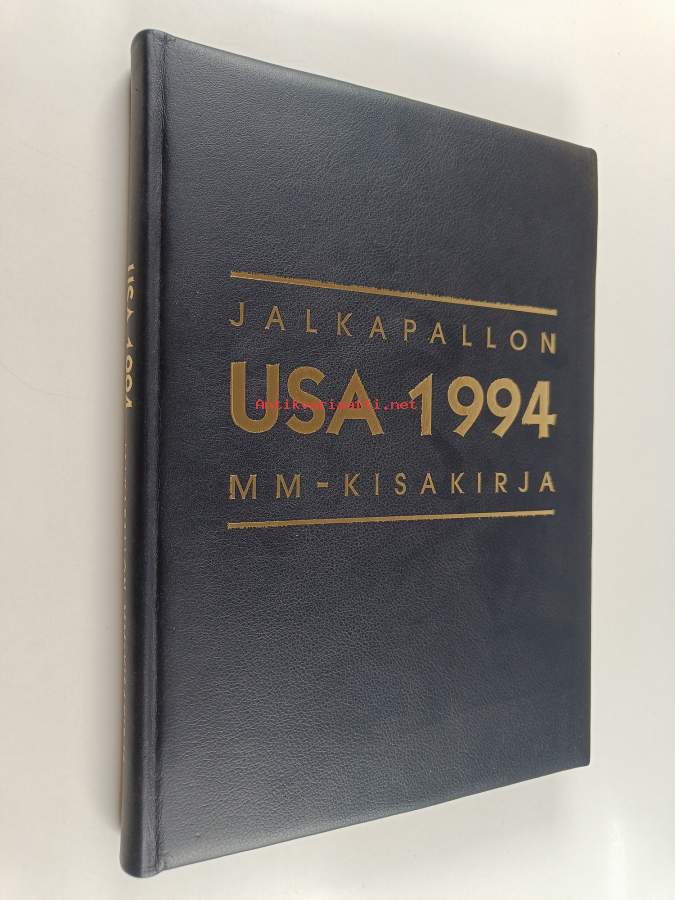 JALKAPALLON
USA 1994
MM-KISAKIRJA
Antikvariaatti.net
USA 1994